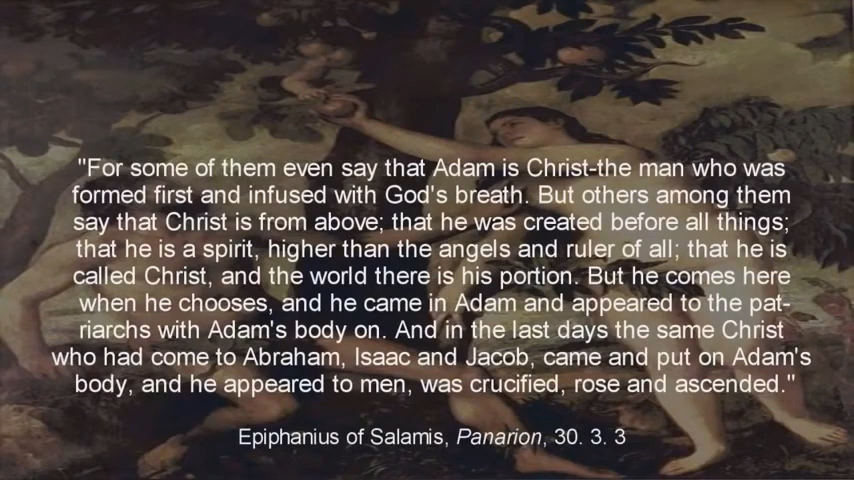 "For some of them even say that Adam is Christ-the man who was
formed first and infused with God's breath. But others among them
say that Christ is from above; that he was created before all things;
that he is a spirit, higher than the angels and ruler of all; that he is
called Christ, and the world there is his portion. But he comes here
when he chooses, and he came in Adam and appeared to the pat-
riarchs with Adam's body on. And in the last days the same Christ
who had come to Abraham, Isaac and Jacob, came and put on Adam's
body, and he appeared to men, was crucified, rose and ascended."
Epiphanius of Salamis, Panarion, 30. 3. 3